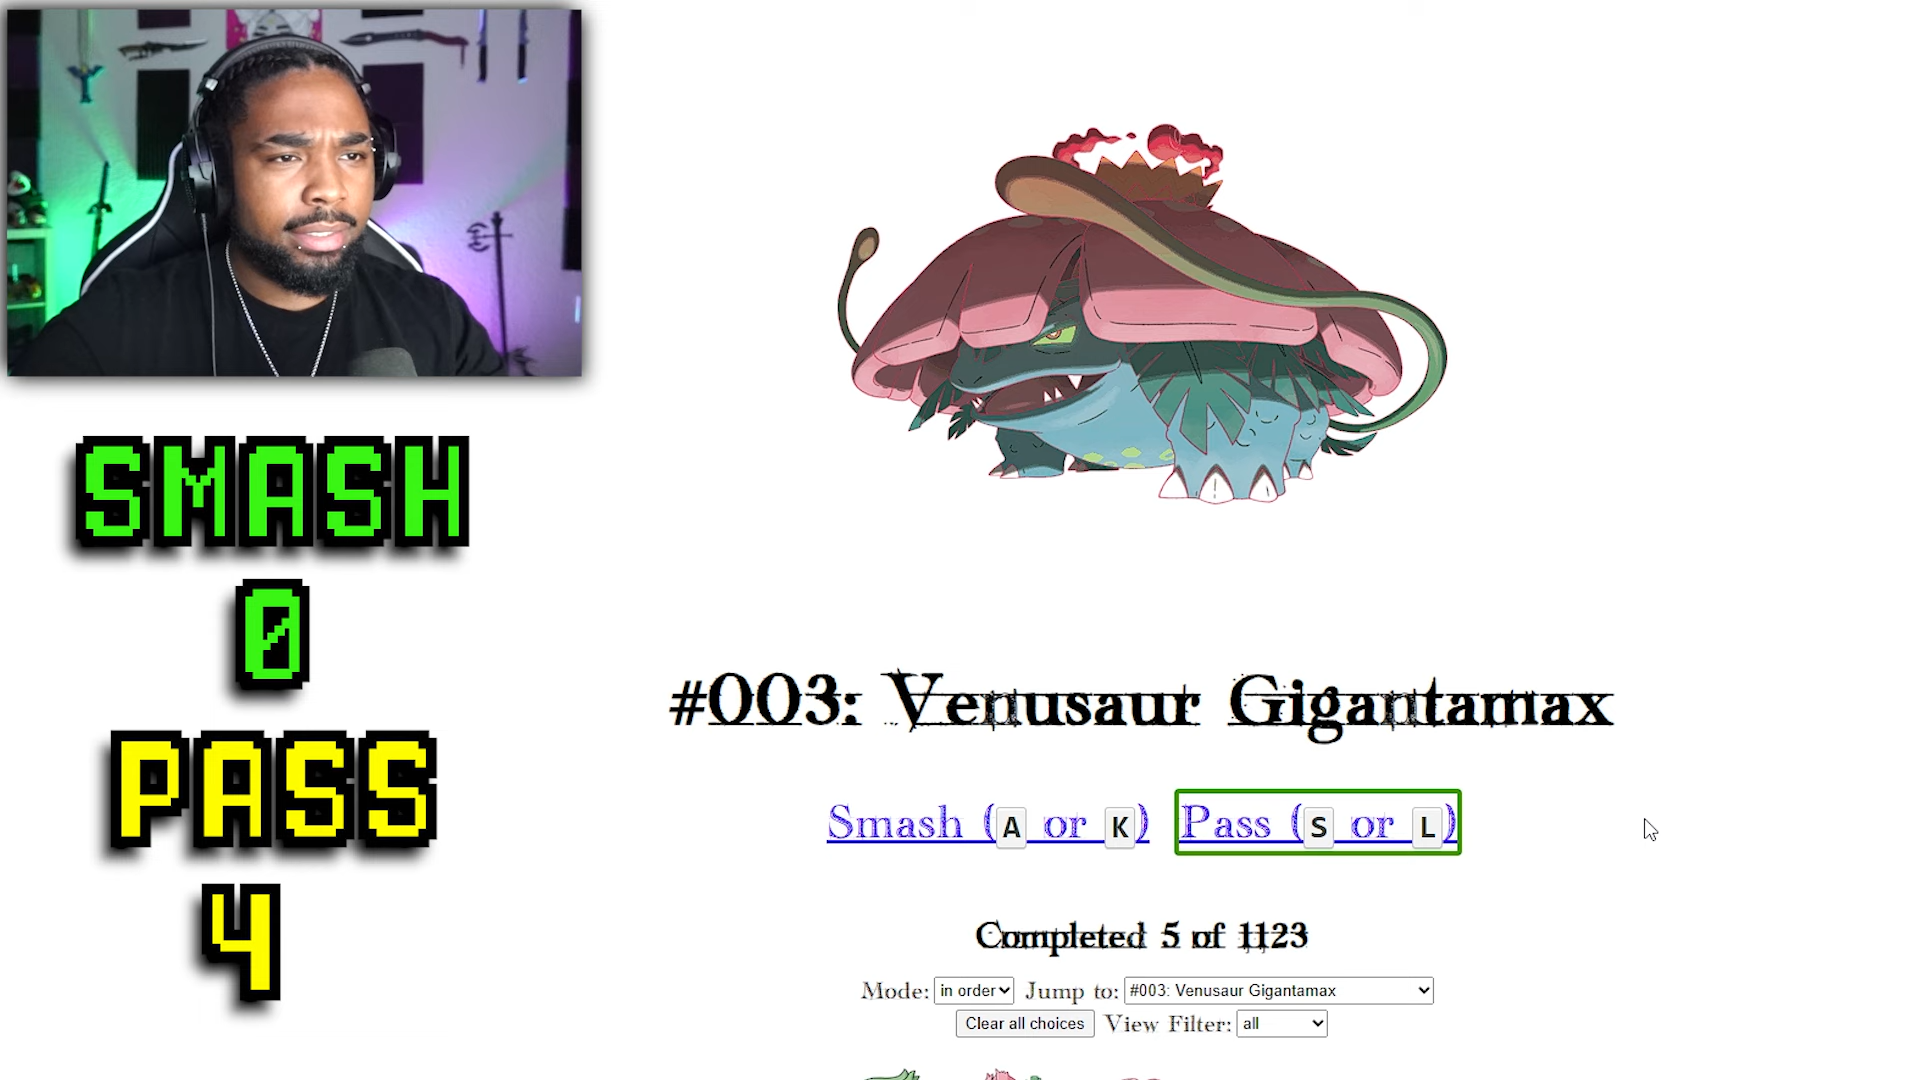 SMASH
0
PASS
4
#003: Venusaur Gigantamax
Smash (A or K) Pass (S or L)
Completed 5 of 1123
Mode: in order Jump to: #003: Venusaur Gigantamax
Clear all choices View Filter: all